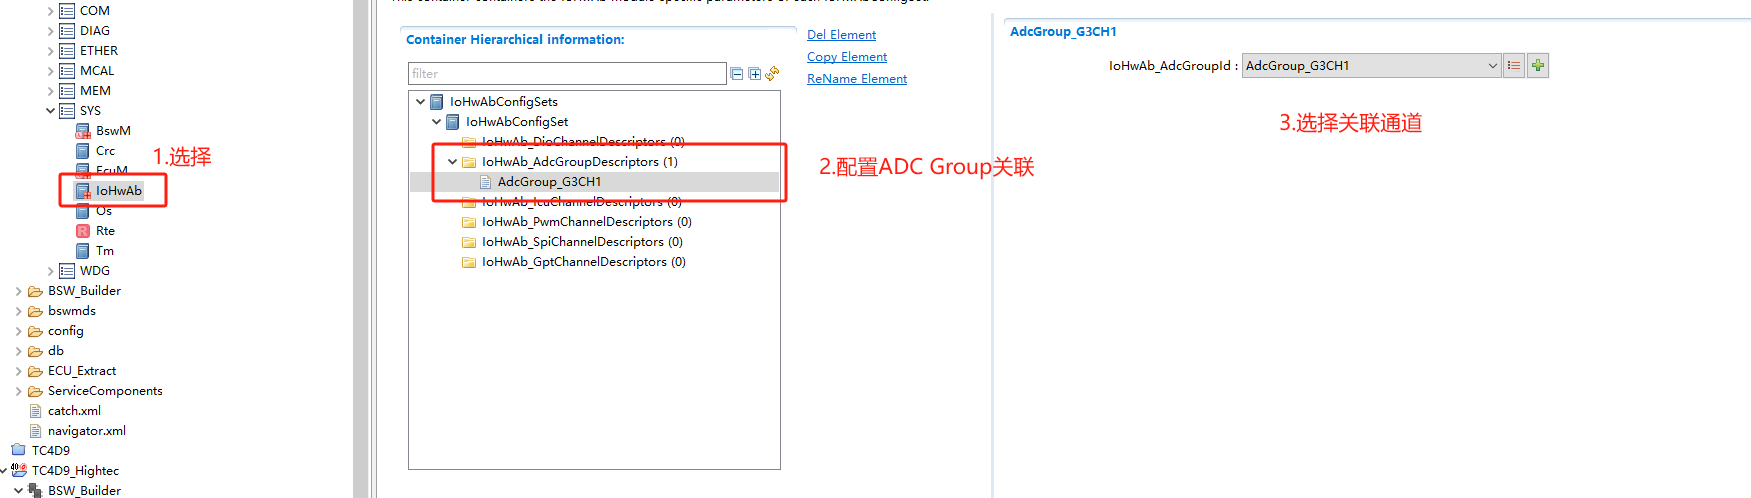 COM
DIAG
ETHER
MCAL
MEM
SYS
BswM
Crc
EcuM
IoHwAb
Os
Rte
Tm
WDG
BSW_Builder
bswmds
config
db
ECU_Extract
ServiceComponents
catch.xml
navigator.xml
TC4D9
TC4D9_Hightec
BSW_Builder
1.选择
Container Hierarchical information:
filter
IoHwAbConfigSets
IoHwAbConfigSet
IoHwAb_DioChannelDescriptors (0)
IoHwAb_AdcGroupDescriptors (1)
AdcGroup_G3CH1
IoHwAb_IcuChannelDescriptors (0)
IoHwAb_PwmChannelDescriptors (0)
IoHwAb_SpiChannelDescriptors (0)
IoHwAb_GptChannelDescriptors (0)
Del Element
Copy Element
ReName Element
2.配置ADC Group关联
AdcGroup_G3CH1
IoHwAb_AdcGroupId : AdcGroup_G3CH1
3.选择关联通道